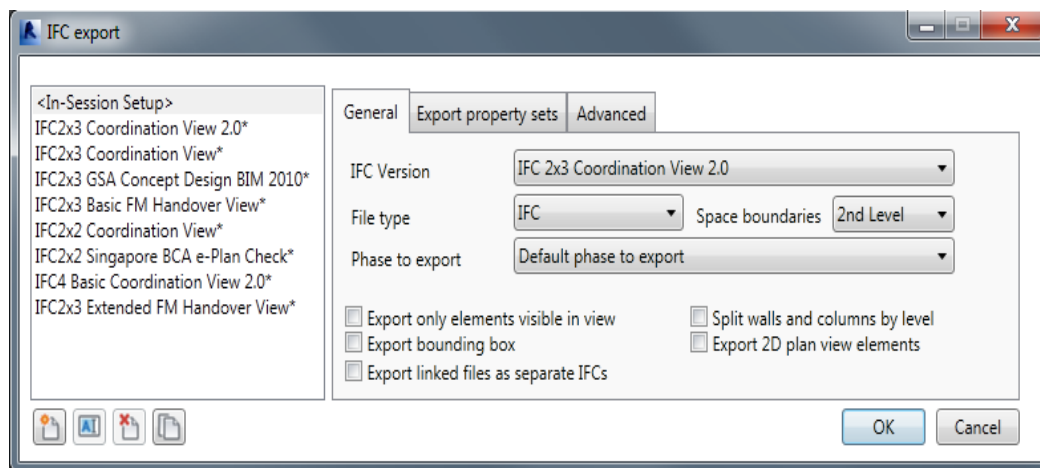 IFC export
<In-Session Setup>
IFC2x3 Coordination View 2.0*
IFC2x3 Coordination View*
IFC2x3 GSA Concept Design BIM 2010*
IFC2x3 Basic FM Handover View*
IFC2x2 Coordination View*
IFC2x2 Singapore BCA e-Plan Check*
IFC4 Basic Coordination View 2.0*
IFC2x3 Extended FM Handover View*
General Export property sets Advanced
IFC Version IFC 2x3 Coordination View 2.0
File type IFC Space boundaries 2nd Level
Phase to export Default phase to export
Export only elements visible in view Split walls and columns by level
Export bounding box Export 2D plan view elements
Export linked files as separate IFCs
AI
OK Cancel